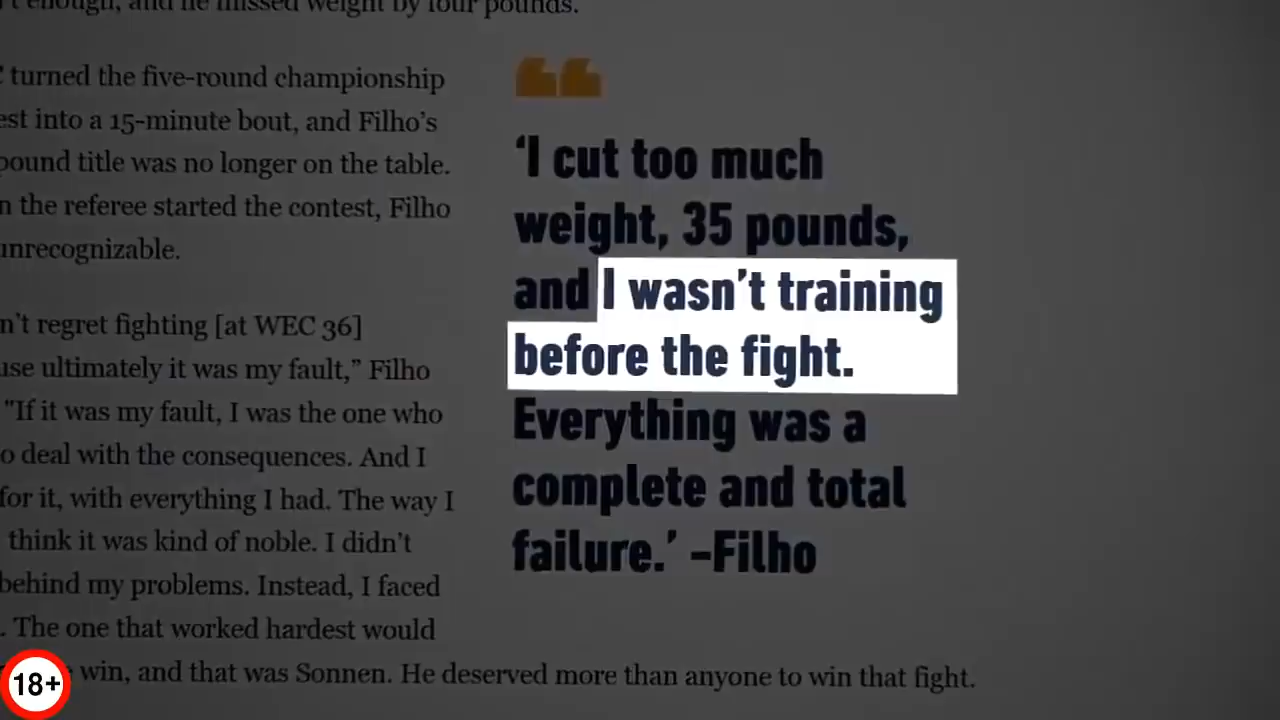 enough, and he missed weight by four pounds.
turned the five-round championship
est into a 15-minute bout, and Filho’s
pound title was no longer on the table.
n the referee started the contest, Filho
unrecognizable.
n’t regret fighting [at WEC 36]
use ultimately it was my fault,” Filho
"If it was my fault, I was the one who
o deal with the consequences. And I
for it, with everything I had. The way I
think it was kind of noble. I didn’t
behind my problems. Instead, I faced
. The one that worked hardest would
win, and that was Sonnen. He deserved more than anyone to win that fight.
‘I cut too much
weight, 35 pounds,
and I wasn’t training
before the fight.
Everything was a
complete and total
failure.’ –Filho
18+